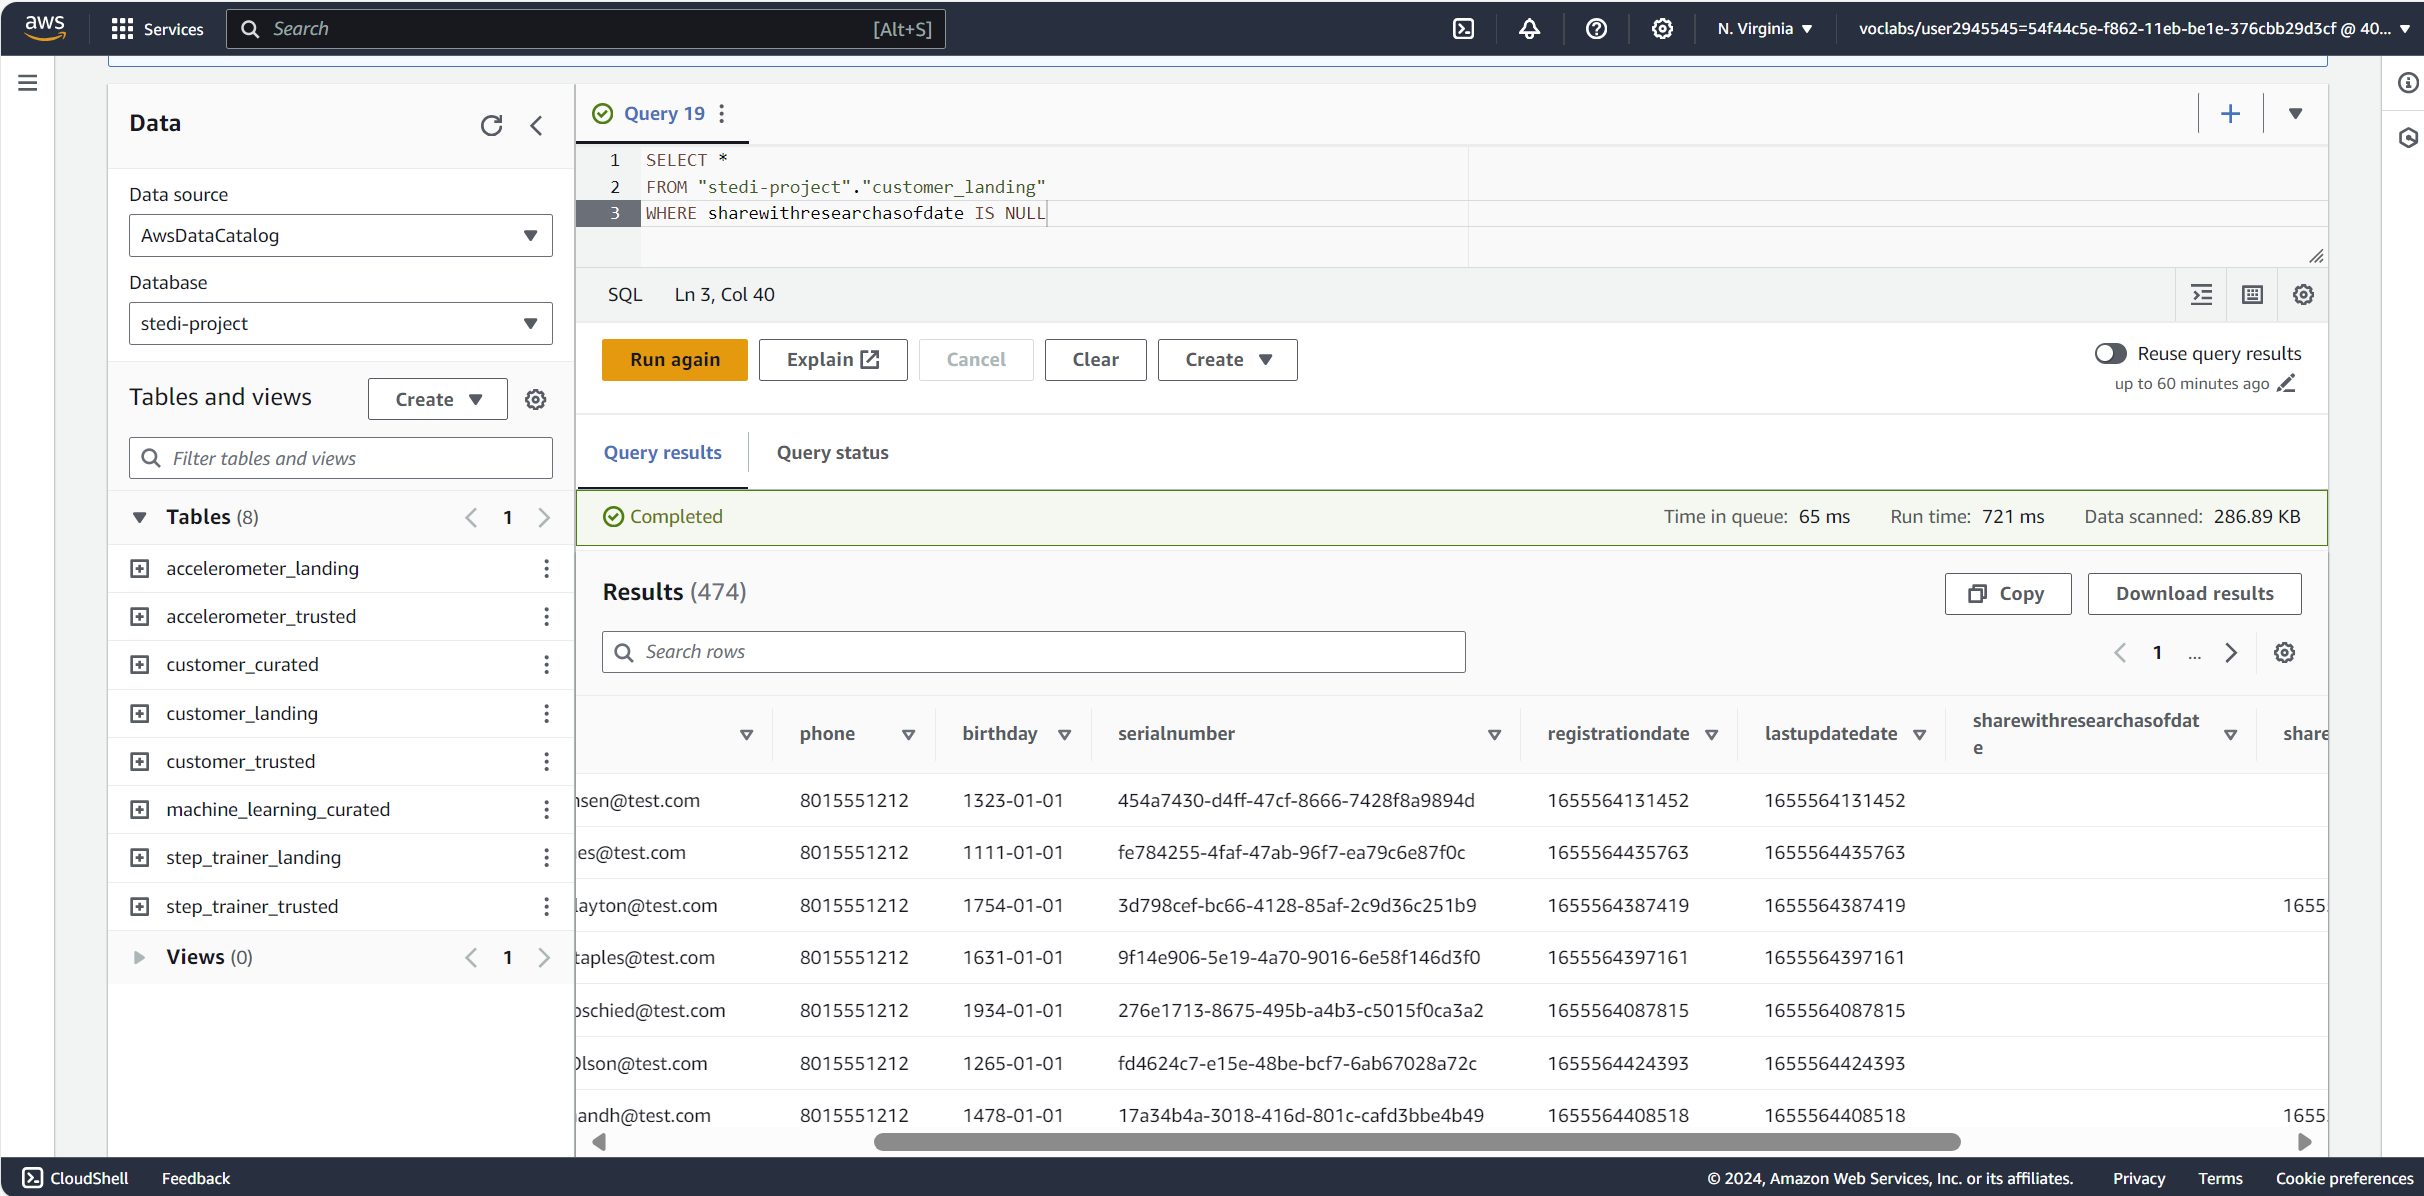 aws Services Search [Alt+S] N. Virginia voclabs/user2945545=54f44c5e-f862-11eb-be1e-376cbb29d3cf @ 40...
Data
Data source
AwsDataCatalog
Database
stedi-project
Tables and views Create
Filter tables and views
Tables (8) 1
accelerometer_landing
accelerometer_trusted
customer_curated
customer_landing
customer_trusted
machine_learning_curated
step_trainer_landing
step_trainer_trusted
Views (0) 1
Query 19
1 SELECT *
2 FROM "stedi-project"."customer_landing"
3 WHERE sharewithresearchasofdate IS NULL
SQL Ln 3, Col 40
Run again Explain Cancel Clear Create
Reuse query results
up to 60 minutes ago
Query results Query status
Completed Time in queue: 65 ms Run time: 721 ms Data scanned: 286.89 KB
Results (474) Copy Download results
Search rows 1 ...
phone birthday serialnumber registrationdate lastupdatedate sharewithresearchasofdat
e share
nsen@test.com 8015551212 1323-01-01 454a7430-d4ff-47cf-8666-7428f8a9894d 1655564131452 1655564131452
es@test.com 8015551212 1111-01-01 fe784255-4faf-47ab-96f7-ea79c6e87f0c 1655564435763 1655564435763
layton@test.com 8015551212 1754-01-01 3d798cef-bc66-4128-85af-2c9d36c251b9 1655564387419 1655564387419 1655
taples@test.com 8015551212 1631-01-01 9f14e906-5e19-4a70-9016-6e58f146d3f0 1655564397161 1655564397161
bschied@test.com 8015551212 1934-01-01 276e1713-8675-495b-a4b3-c5015f0ca3a2 1655564087815 1655564087815
Olson@test.com 8015551212 1265-01-01 fd4624c7-e15e-48be-bcf7-6ab67028a72c 1655564424393 1655564424393
andh@test.com 8015551212 1478-01-01 17a34b4a-3018-416d-801c-cafd3bbe4b49 1655564408518 1655564408518 1655
CloudShell Feedback © 2024, Amazon Web Services, Inc. or its affiliates. Privacy Terms Cookie preferences